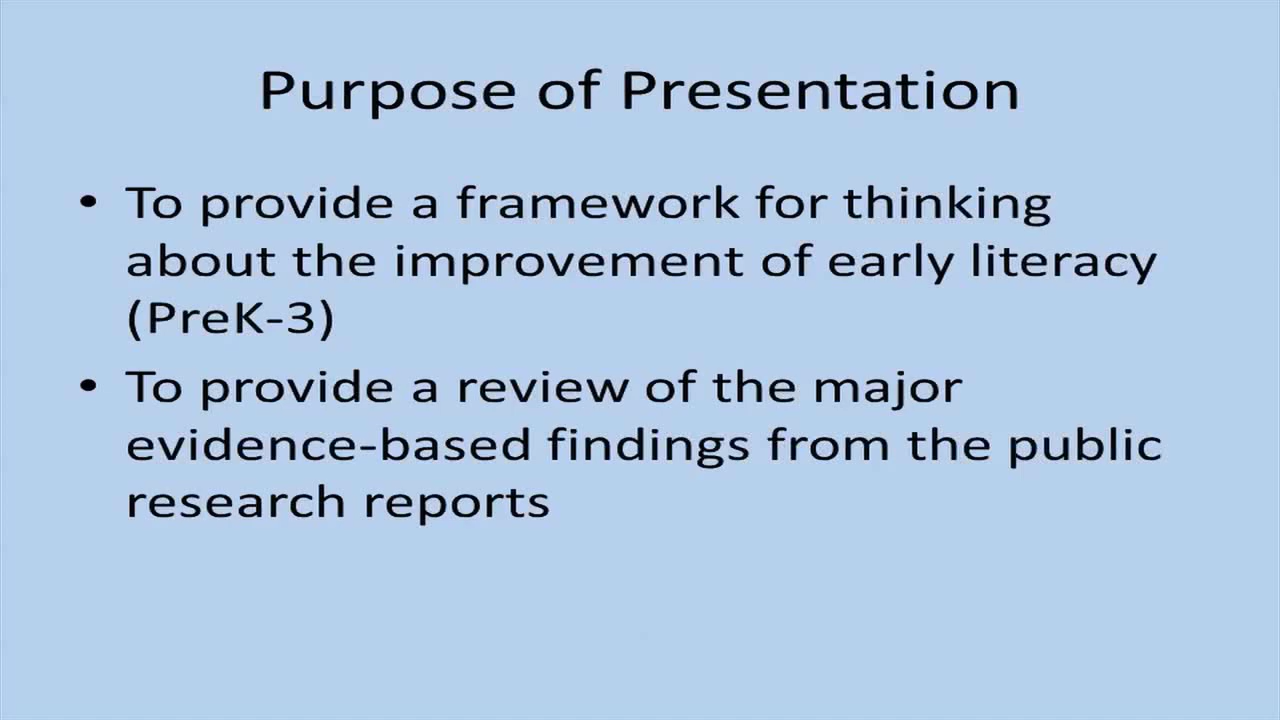 Purpose of Presentation
• To provide a framework for thinking
about the improvement of early literacy
(PreK-3)
• To provide a review of the major
evidence-based findings from the public
research reports